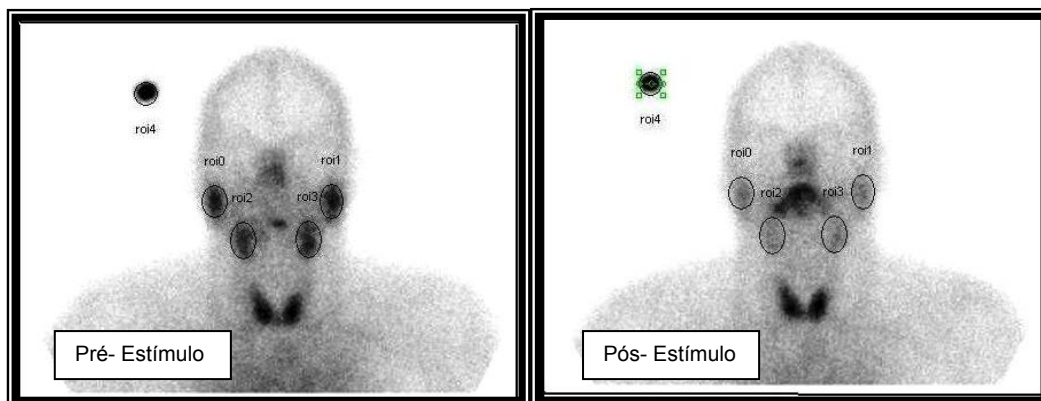 roi4
roi0
roi1
roi2
roi3
Pré- Estímulo
roi4
roi0
roi1
roi2
roi3
Pós- Estímulo